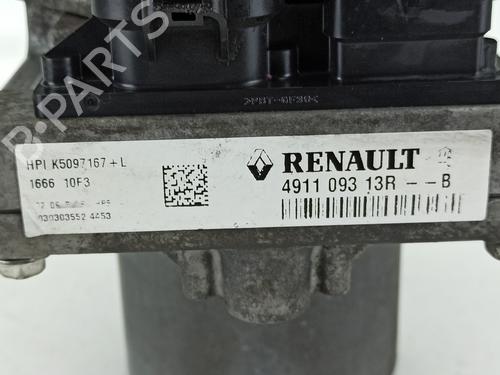 B-Parts
>PBT-GF30<
HPI K5097167+L
RENAULT
1666 10F3
4911 093 13R--B
030303552 4453